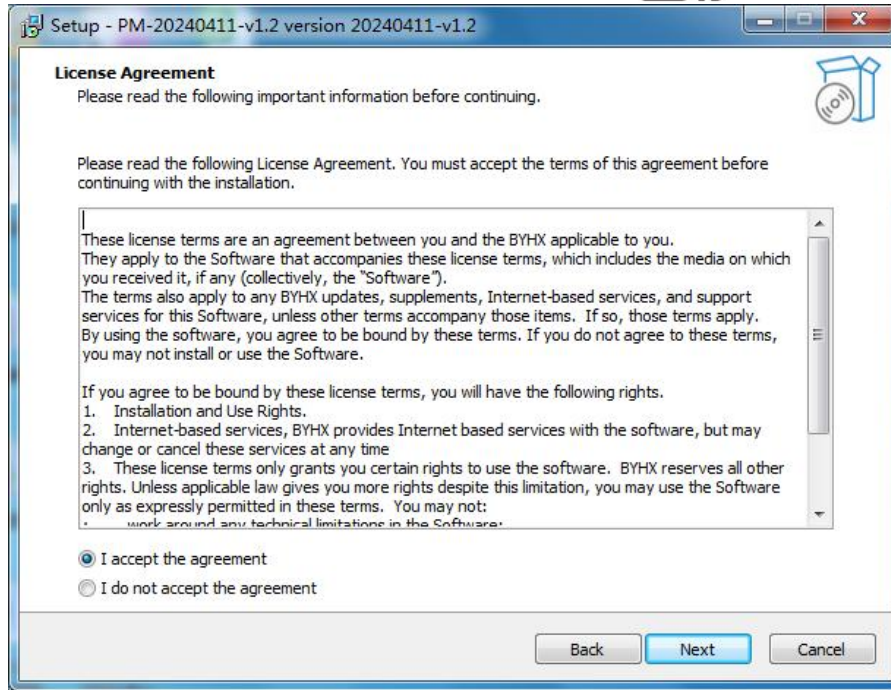 Setup - PM-20240411-v1.2 version 20240411-v1.2
License Agreement
Please read the following important information before continuing.
Please read the following License Agreement. You must accept the terms of this agreement before
continuing with the installation.
These license terms are an agreement between you and the BYHX applicable to you.
They apply to the Software that accompanies these license terms, which includes the media on which
you received it, if any (collectively, the “Software”).
The terms also apply to any BYHX updates, supplements, Internet-based services, and support
services for this Software, unless other terms accompany those items.  If so, those terms apply.
By using the software, you agree to be bound by these terms. If you do not agree to these terms,
you may not install or use the Software.
If you agree to be bound by these license terms, you will have the following rights.
1.    Installation and Use Rights.
2.    Internet-based services, BYHX provides Internet based services with the software, but may
change or cancel these services at any time
3.    These license terms only grants you certain rights to use the software.  BYHX reserves all other
rights. Unless applicable law gives you more rights despite this limitation, you may use the Software
only as expressly permitted in these terms.  You may not:
·    work around any technical limitations in the Software;
I accept the agreement
I do not accept the agreement
Back
Next
Cancel